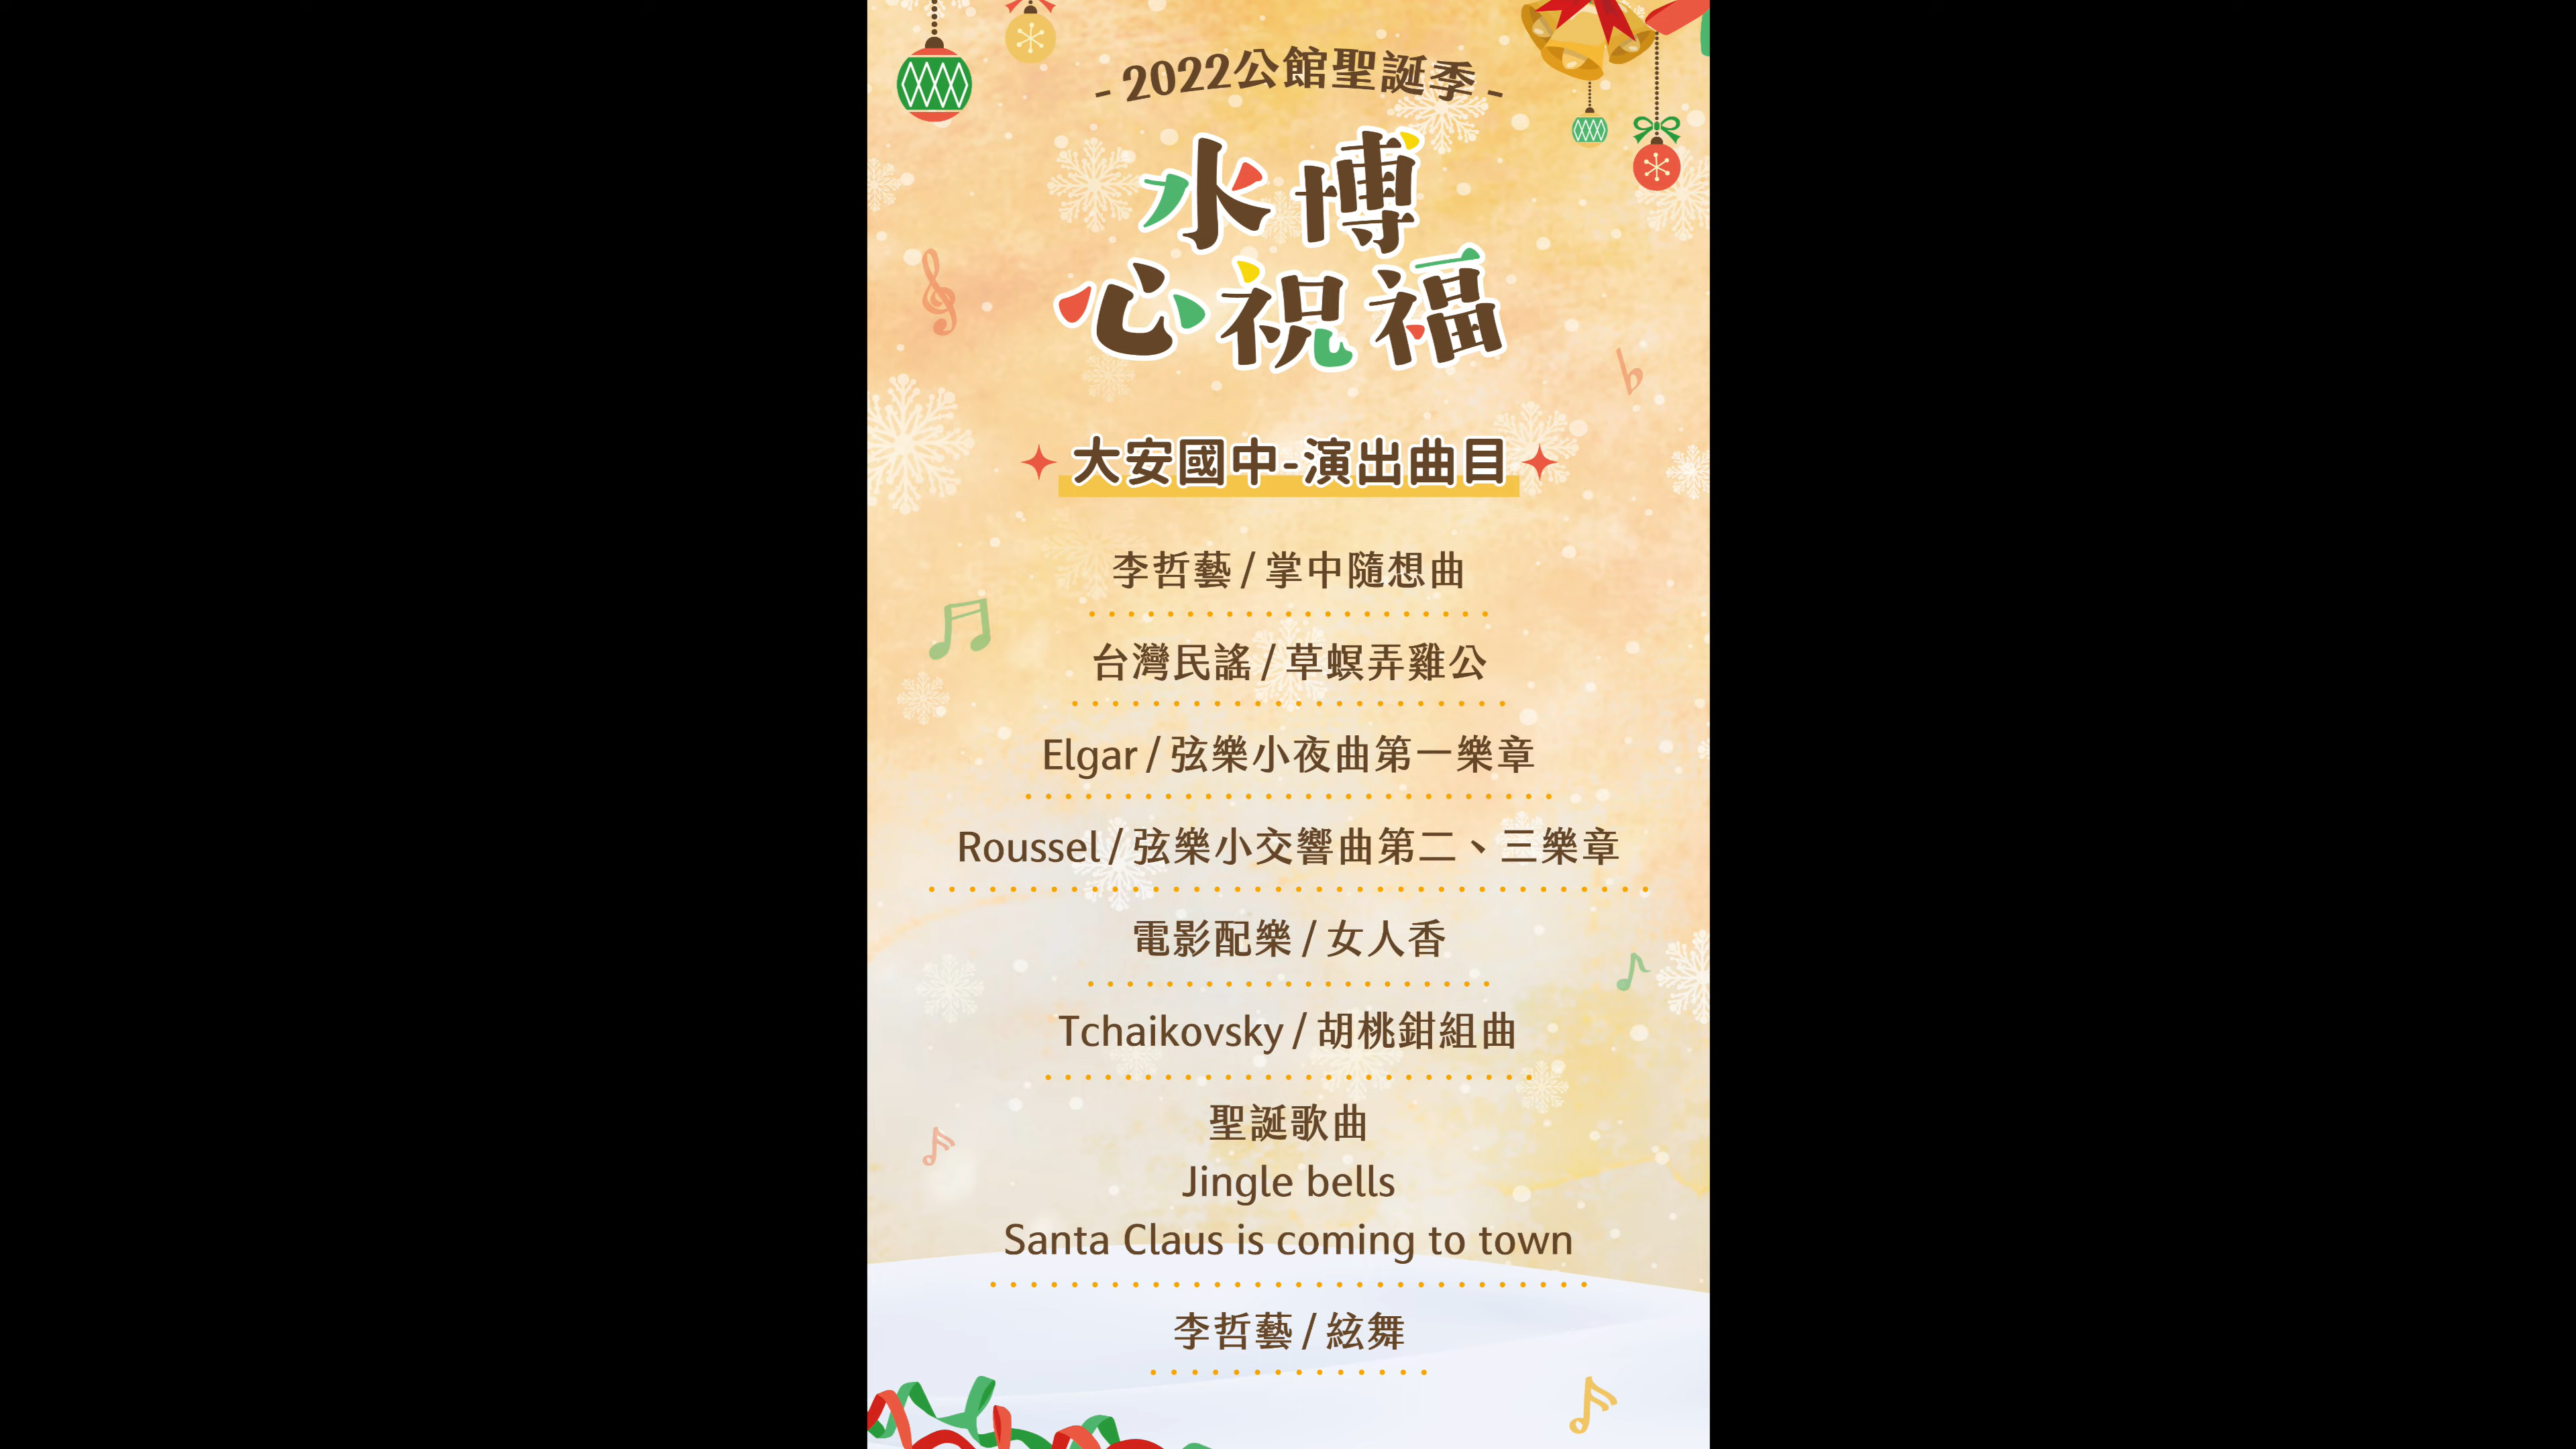 - 2022公館聖誕季 -
水博
心祝福
大安國中-演出曲目
李哲藝 / 掌中隨想曲
台灣民謠 / 草螟弄雞公
Elgar / 弦樂小夜曲第一樂章
Roussel / 弦樂小交響曲第二、三樂章
電影配樂 / 女人香
Tchaikovsky / 胡桃鉗組曲
聖誕歌曲
Jingle bells
Santa Claus is coming to town
李哲藝 / 絃舞